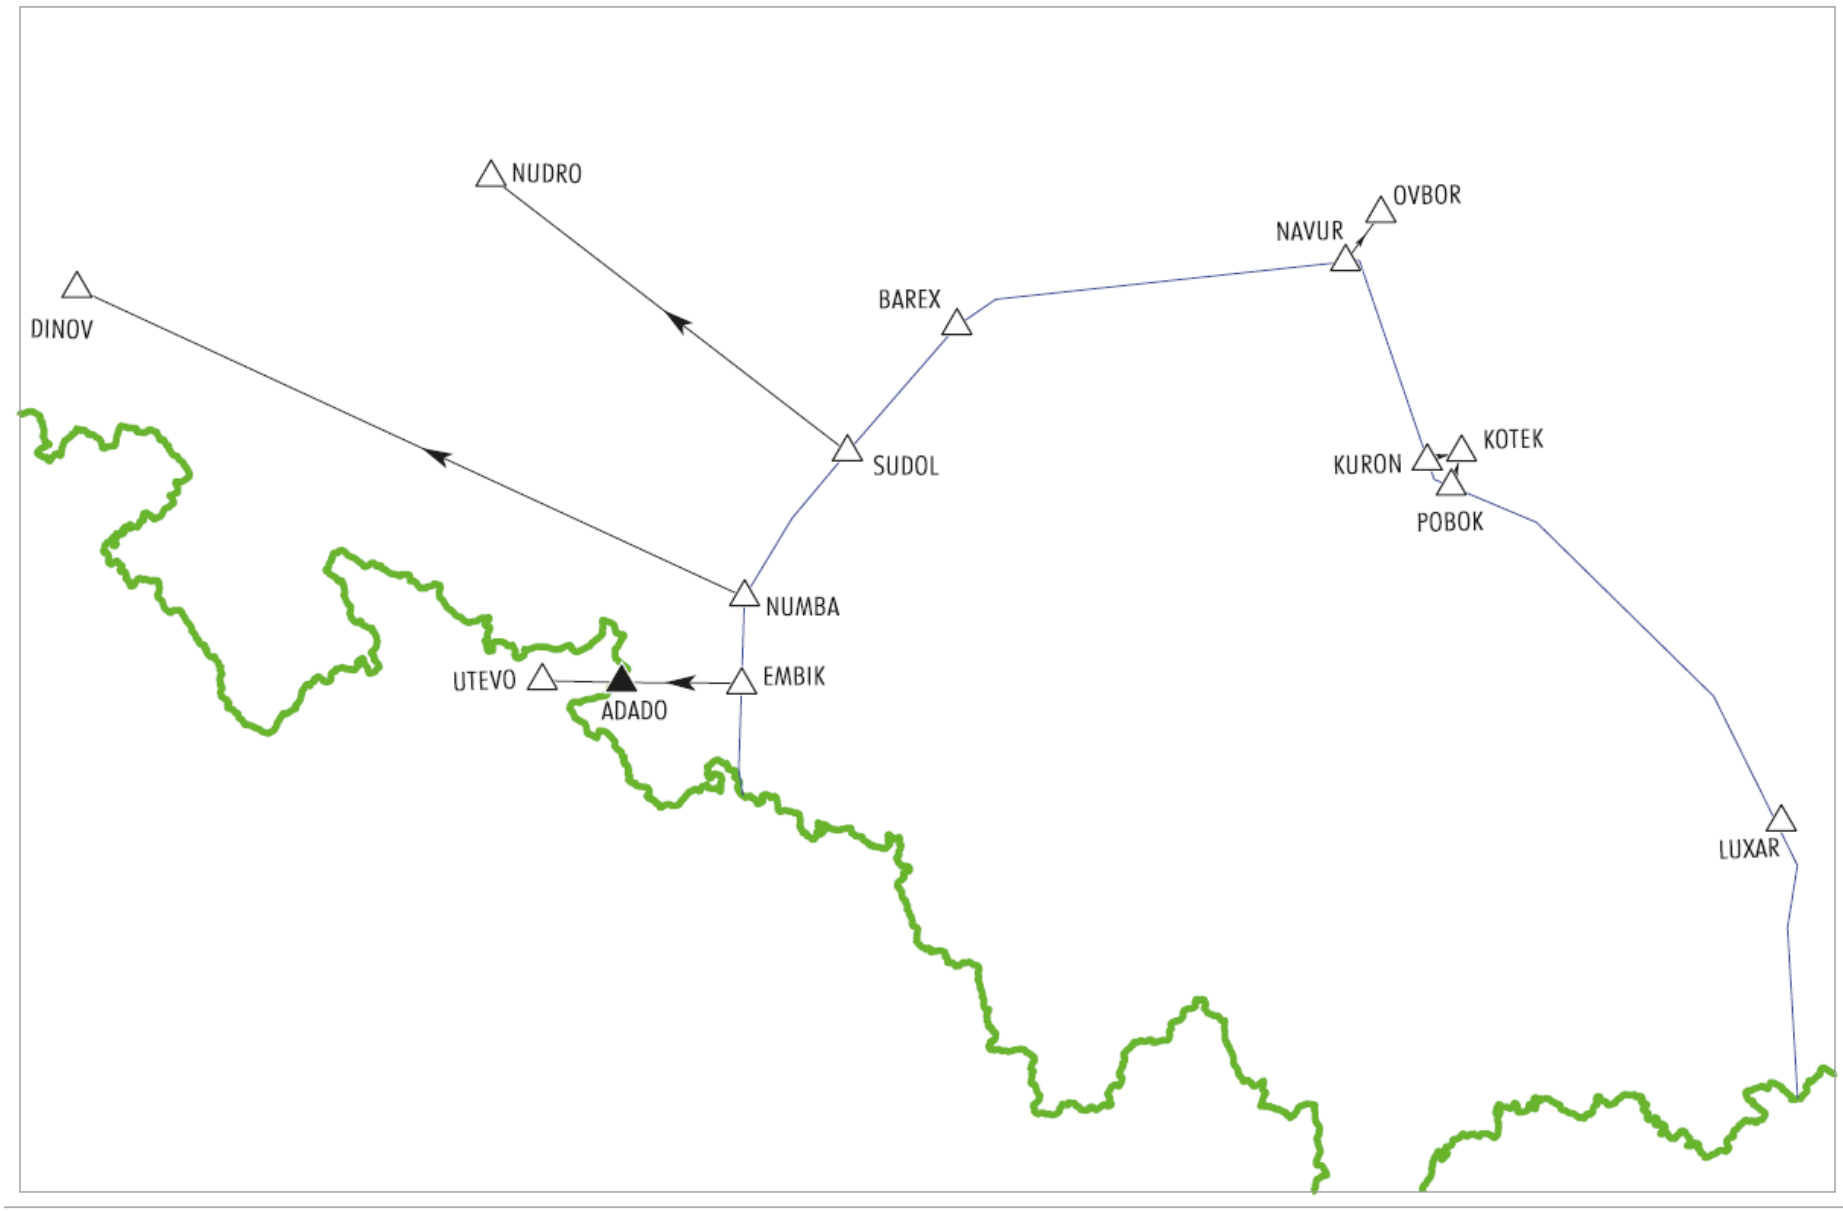 NUDRO
OVBOR
NAVUR
BAREX
DINOV
KOTEK
KURON
SUDOL
POBOK
NUMBA
UTEVO
EMBIK
ADADO
LUXAR